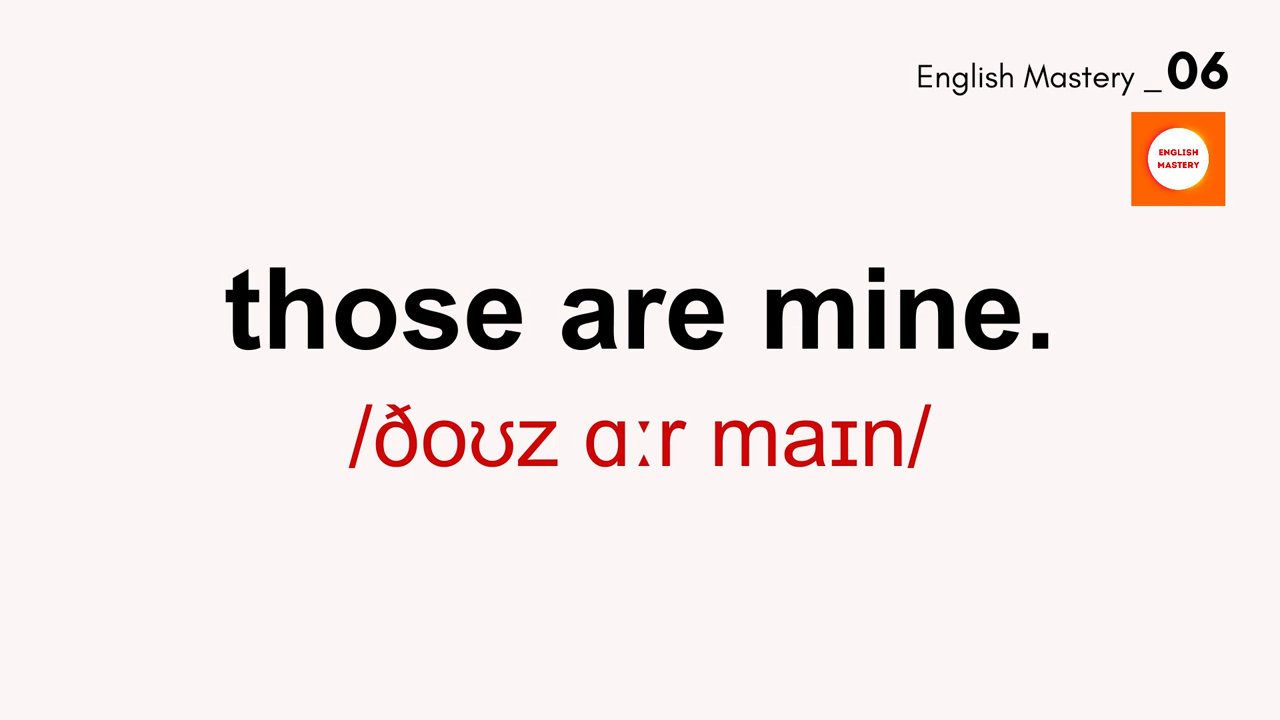 English Mastery _06
ENGLISH
MASTERY
those are mine.
/ðoʊz ɑːr maɪn/